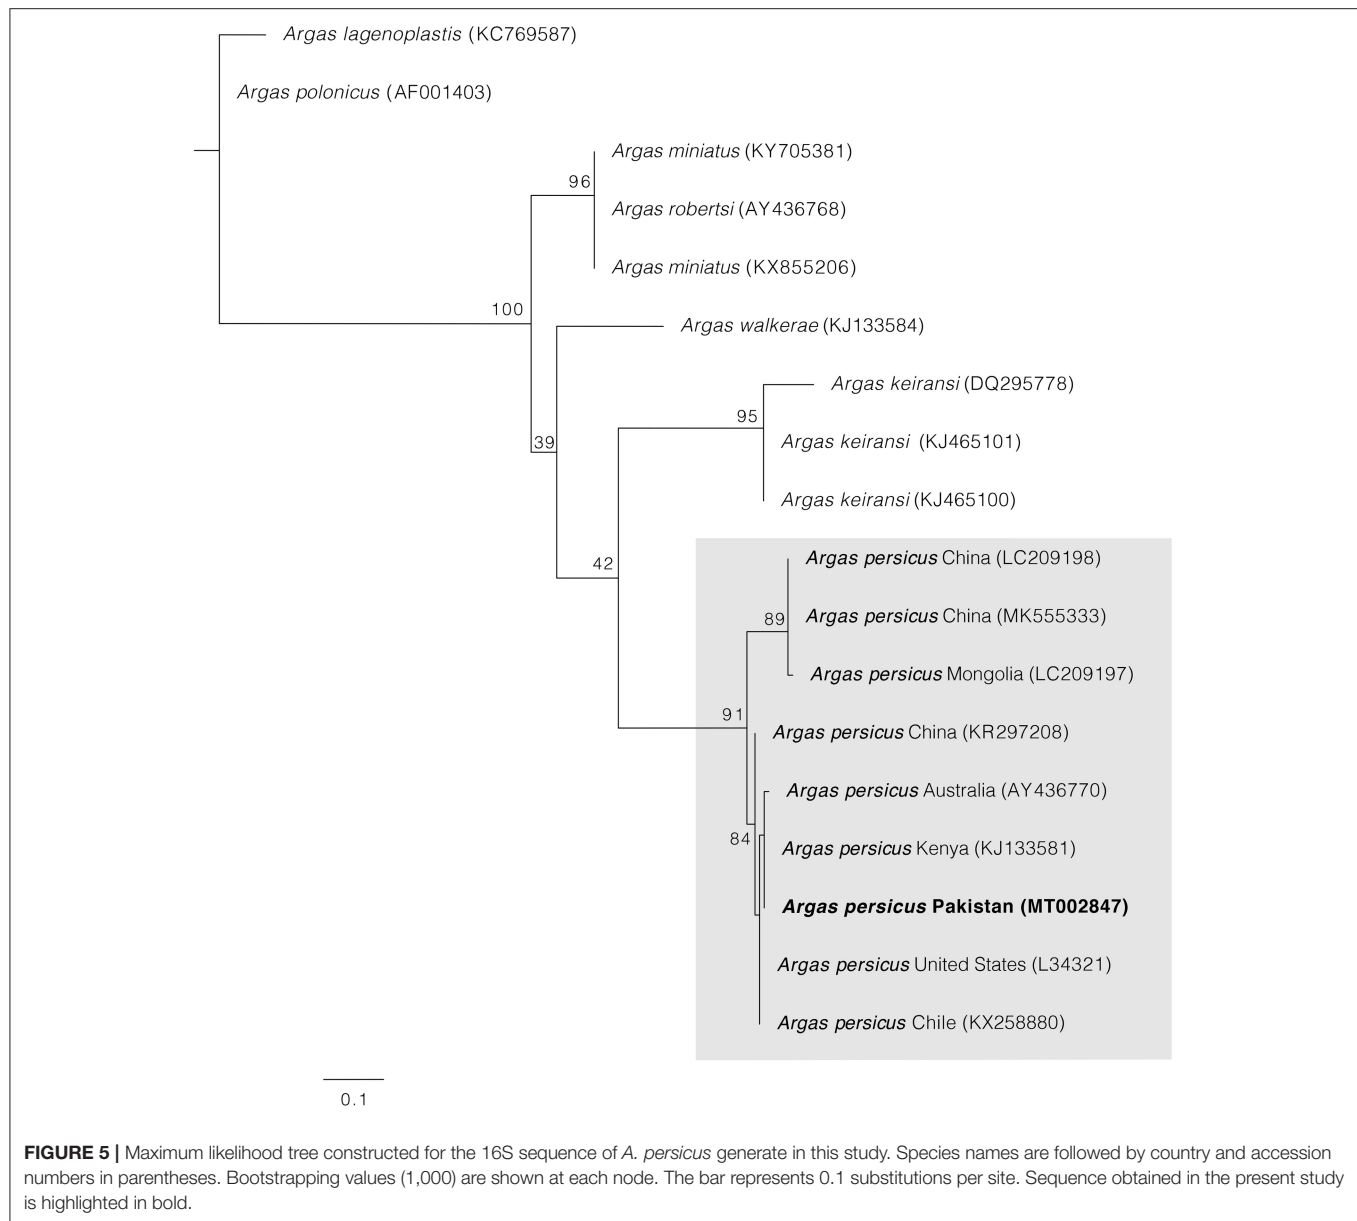 Argas lagenoplastis (KC769587)
Argas polonicus (AF001403)
Argas miniatus (KY705381)
96
Argas robertsi (AY436768)
Argas miniatus (KX855206)
100
Argas walkerae (KJ133584)
Argas keiransi (DQ295778)
95
39
Argas keiransi (KJ465101)
Argas keiransi (KJ465100)
42
Argas persicus China (LC209198)
89
Argas persicus China (MK555333)
Argas persicus Mongolia (LC209197)
91
Argas persicus China (KR297208)
Argas persicus Australia (AY436770)
84
Argas persicus Kenya (KJ133581)
Argas persicus Pakistan (MT002847)
Argas persicus United States (L34321)
Argas persicus Chile (KX258880)
0.1
FIGURE 5 | Maximum likelihood tree constructed for the 16S sequence of A. persicus generate in this study. Species names are followed by country and accession
numbers in parentheses. Bootstrapping values (1,000) are shown at each node. The bar represents 0.1 substitutions per site. Sequence obtained in the present study
is highlighted in bold.